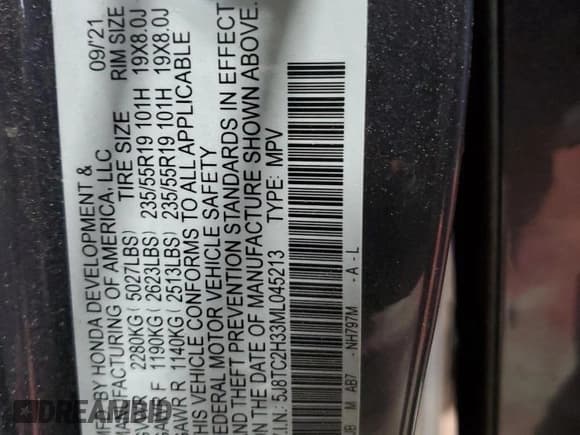 MFD BY HONDA DEVELOPMENT & 09/'21
MANUFACTURING OF AMERICA, LLC
TIRE SIZE RIM SIZE
2280KG (5027LBS)
F 1190KG (2623LBS) 235/55R19 101H 19X8.0J
GAWR R 1140KG (2513LBS) 235/55R19 101H 19X8.0J
THIS VEHICLE CONFORMS TO ALL APPLICABLE
FEDERAL MOTOR VEHICLE SAFETY
AND THEFT PREVENTION STANDARDS IN EFFECT
ON THE DATE OF MANUFACTURE SHOWN ABOVE.
V.I.N: 5J8TC2H33ML045213 TYPE: MPV
JB M AB7 - NH797M - A - L
DREAMBID